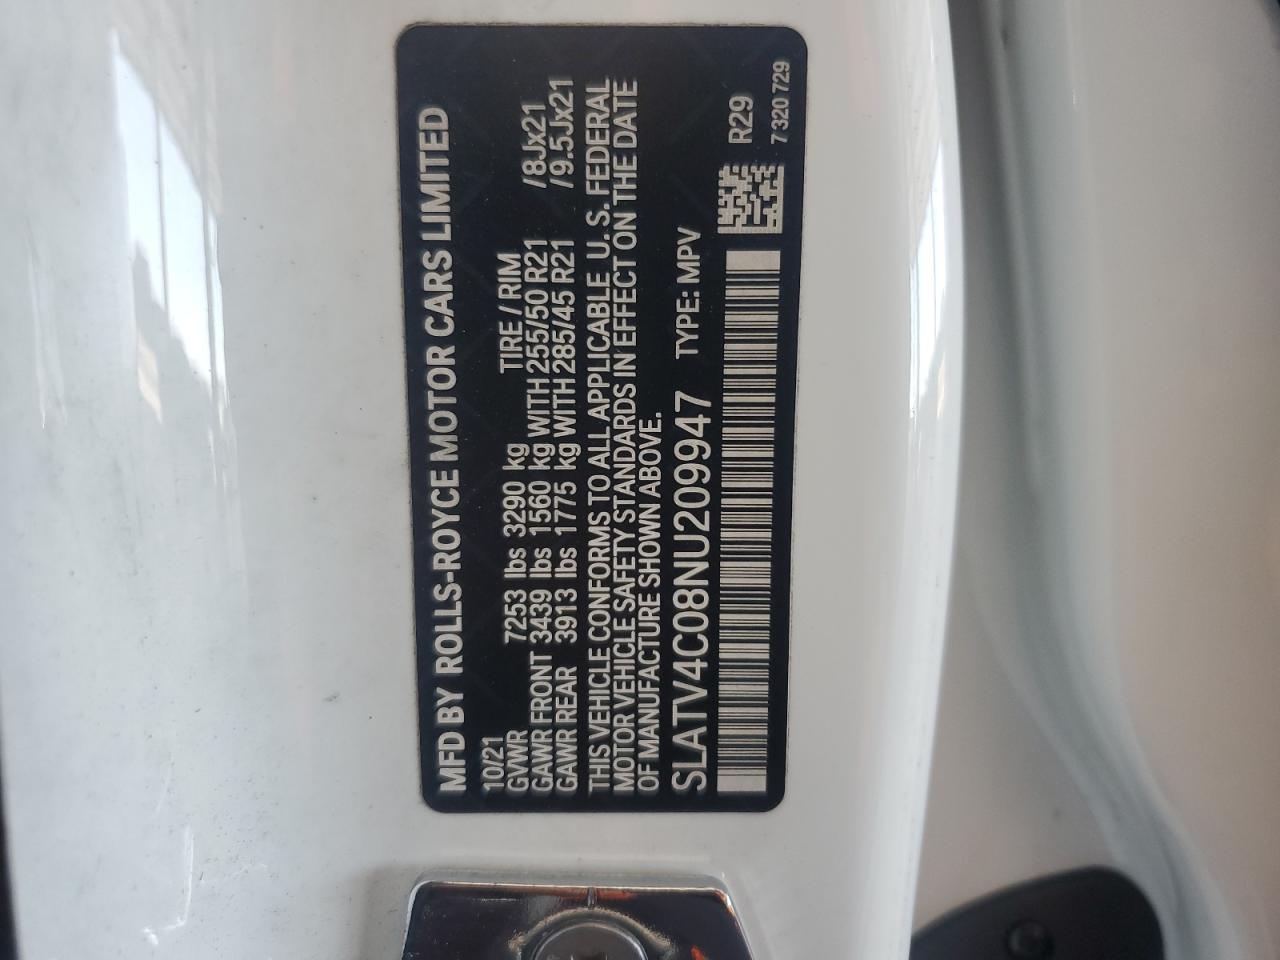 MFD BY ROLLS-ROYCE MOTOR CARS LIMITED
10/21 TIRE / RIM
GVWR 7253 lbs 3290 kg
GAWR FRONT 3439 lbs 1560 kg WITH 255/50 R21 /8Jx21
GAWR REAR 3913 lbs 1775 kg WITH 285/45 R21 /9.5Jx21
THIS VEHICLE CONFORMS TO ALL APPLICABLE U. S. FEDERAL
MOTOR VEHICLE SAFETY STANDARDS IN EFFECT ON THE DATE
OF MANUFACTURE SHOWN ABOVE.
SLATV4C08NU209947 TYPE: MPV
R29
7 320 729